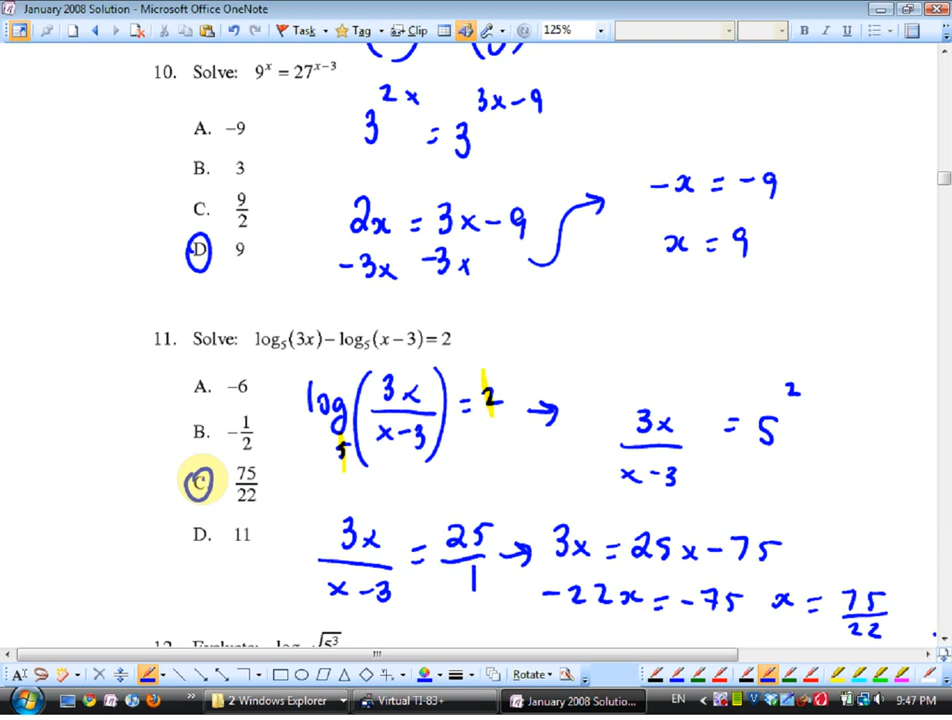 January 2008 Solution - Microsoft Office OneNote
Task Tag Clip 125% B I U
10. Solve: 9^x = 27^(x−3)
3^(2x) = 3^(3x−9)
A. −9
B. 3
C. 9/2
D. 9
2x = 3x − 9
−3x −3x
−x = −9
x = 9
11. Solve: log₅(3x) − log₅(x − 3) = 2
A. −6
B. −1/2
C. 75/22
D. 11
log₅(3x/(x−3)) = 2 → 3x/(x−3) = 5²
3x/(x−3) = 25/1 → 3x = 25x − 75
−22x = −75 x = 75/22
Rotate
2 Windows Explorer Virtual TI-83+ January 2008 Solutio... EN 9:47 PM